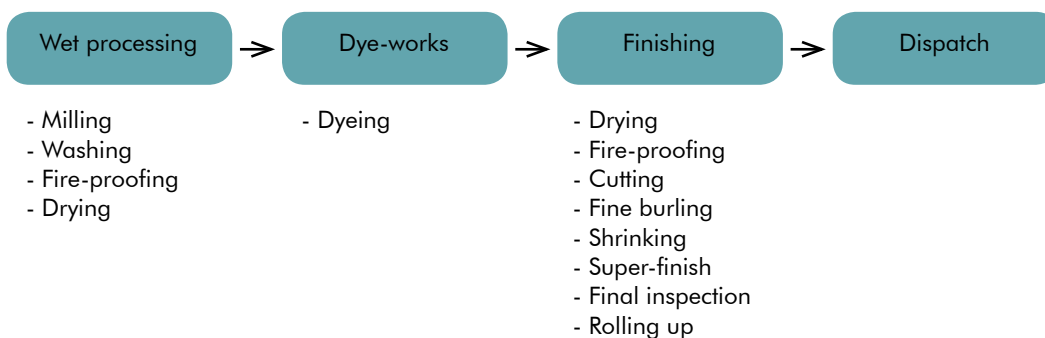 Wet processing
Dye-works
Finishing
Dispatch
- Milling
- Washing
- Fire-proofing
- Drying
- Dyeing
- Drying
- Fire-proofing
- Cutting
- Fine burling
- Shrinking
- Super-finish
- Final inspection
- Rolling up